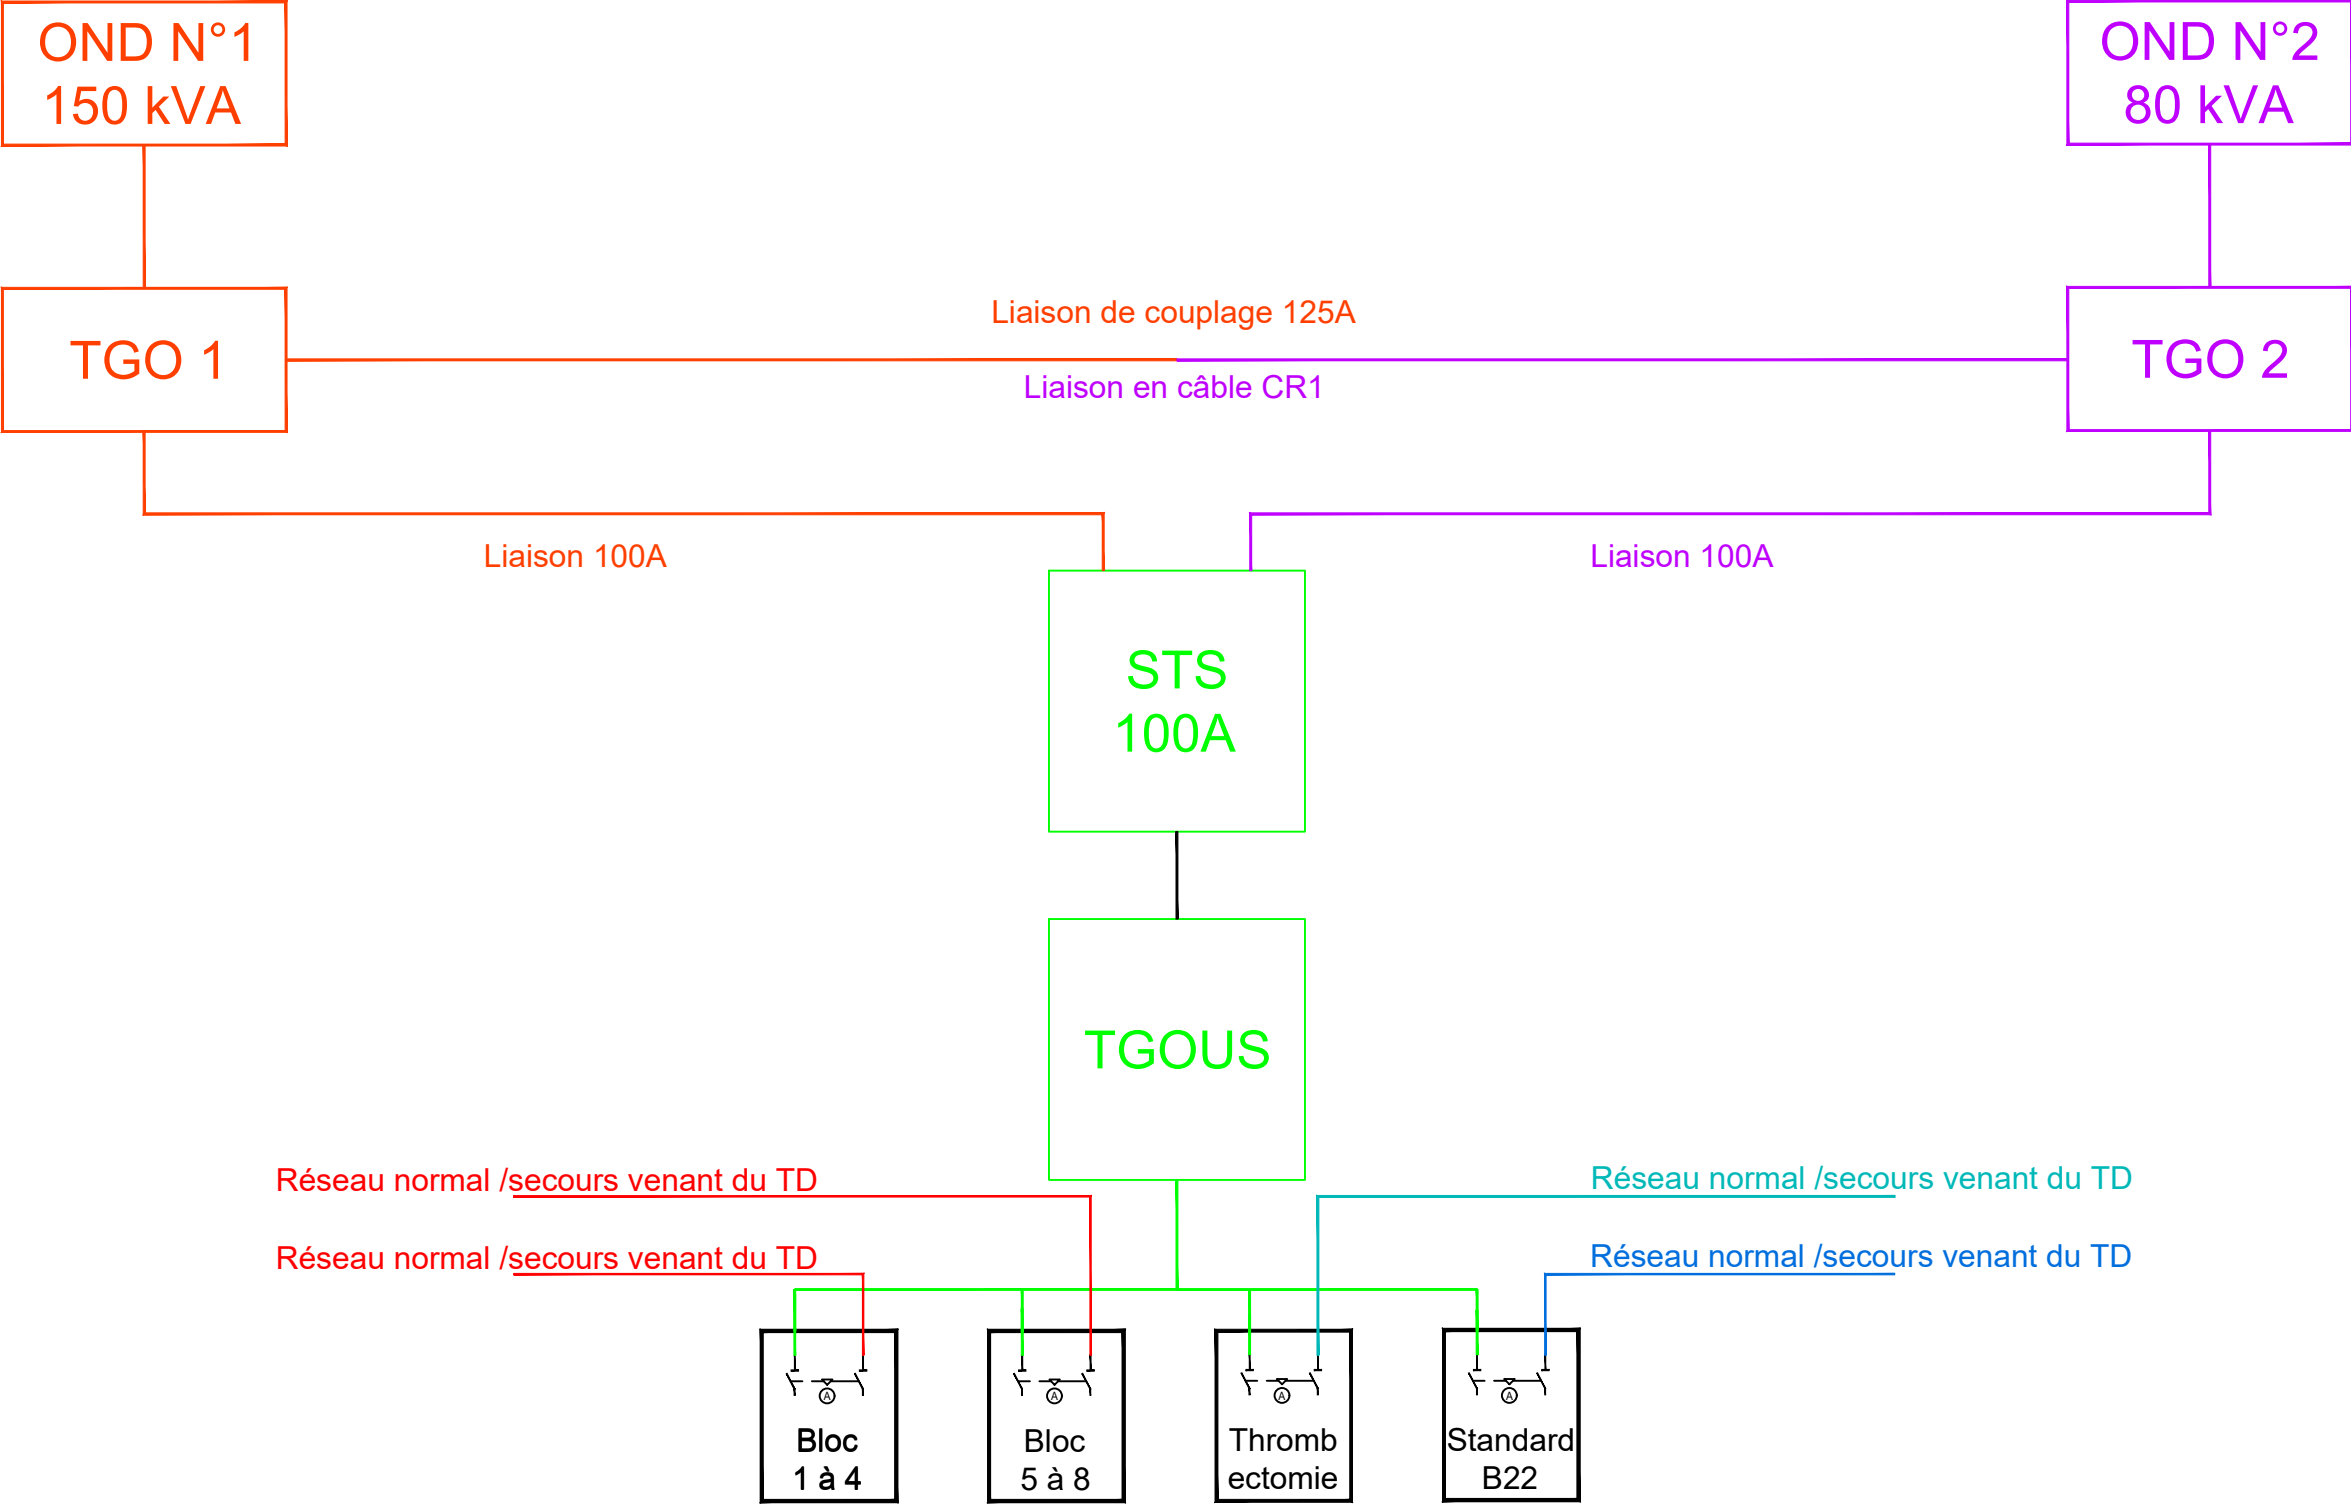 OND N°1
150 kVA
OND N°2
80 kVA
TGO 1
Liaison de couplage 125A
Liaison en câble CR1
TGO 2
Liaison 100A
Liaison 100A
STS
100A
TGOUS
Réseau normal /secours venant du TD
Réseau normal /secours venant du TD
Réseau normal /secours venant du TD
Réseau normal /secours venant du TD
A
A
A
A
Bloc
1 à 4
Bloc
5 à 8
Thromb
ectomie
Standard
B22